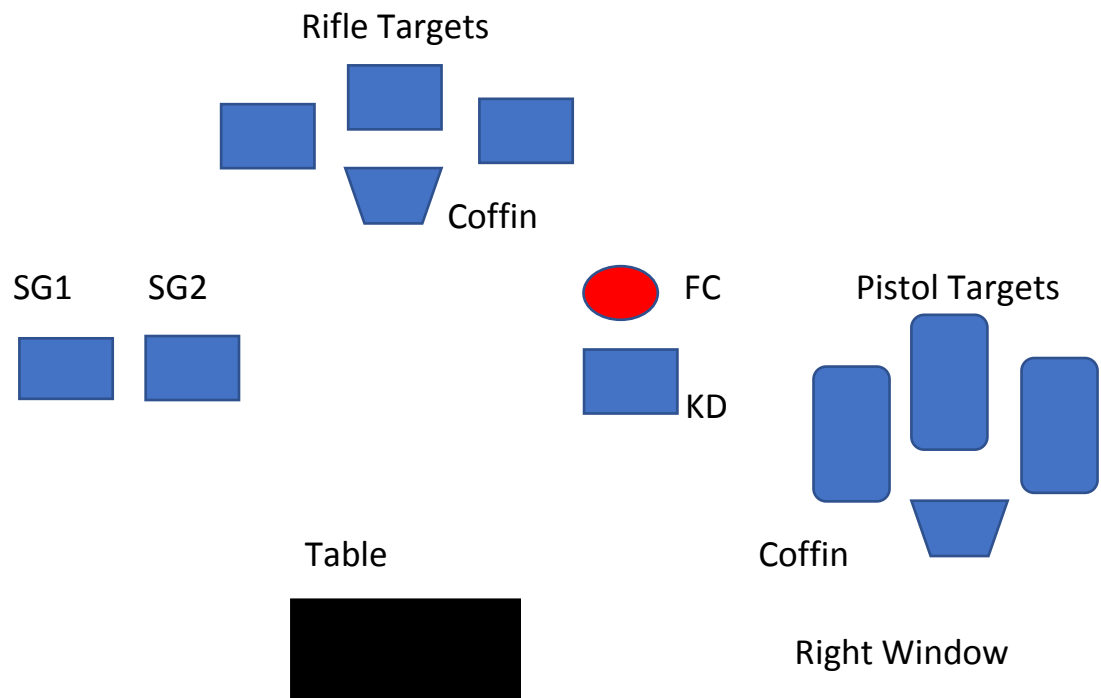 Rifle Targets
Coffin
SG1 SG2 FC Pistol Targets
KD
Table Coffin
Right Window